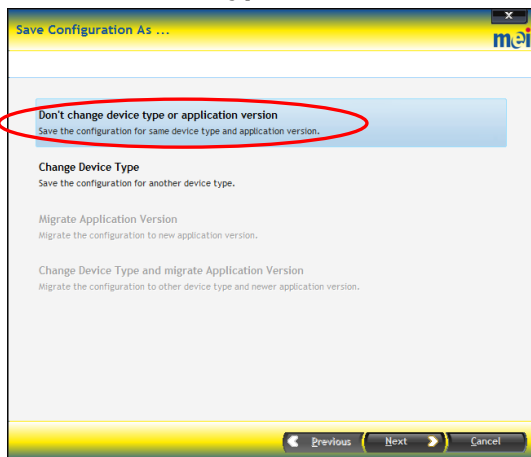 Save Configuration As ...
x
mei
Don't change device type or application version
Save the configuration for same device type and application version.
Change Device Type
Save the configuration for another device type.
Migrate Application Version
Migrate the configuration to new application version.
Change Device Type and migrate Application Version
Migrate the configuration to other device type and newer application version.
Previous Next Cancel